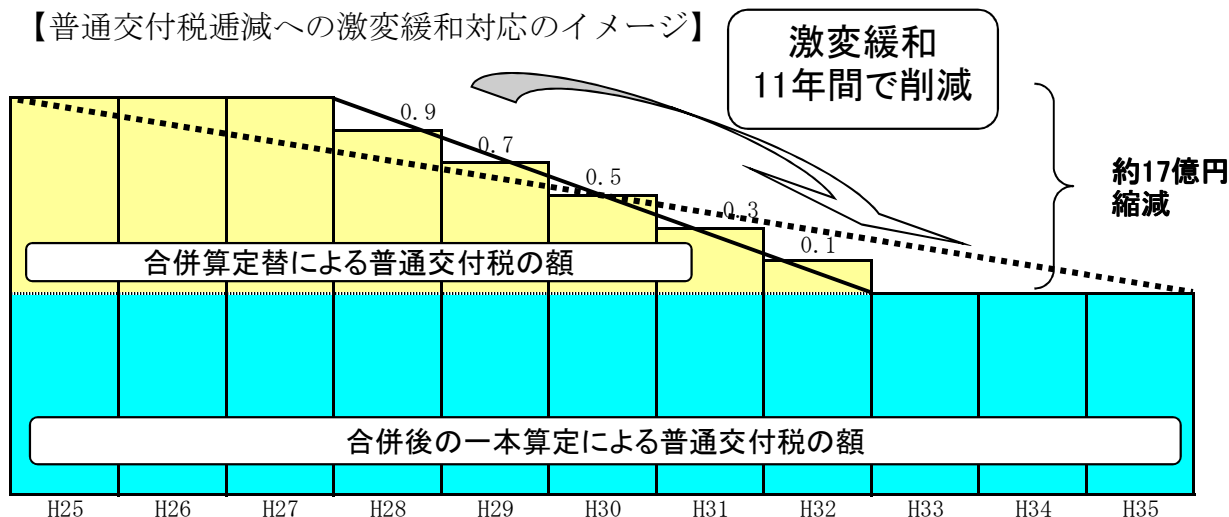 【普通交付税逓減への激変緩和対応のイメージ】
激変緩和
11年間で削減
0.9
0.7
0.5
0.3
0.1
約17億円
縮減
合併算定替による普通交付税の額
合併後の一本算定による普通交付税の額
H25 H26 H27 H28 H29 H30 H31 H32 H33 H34 H35